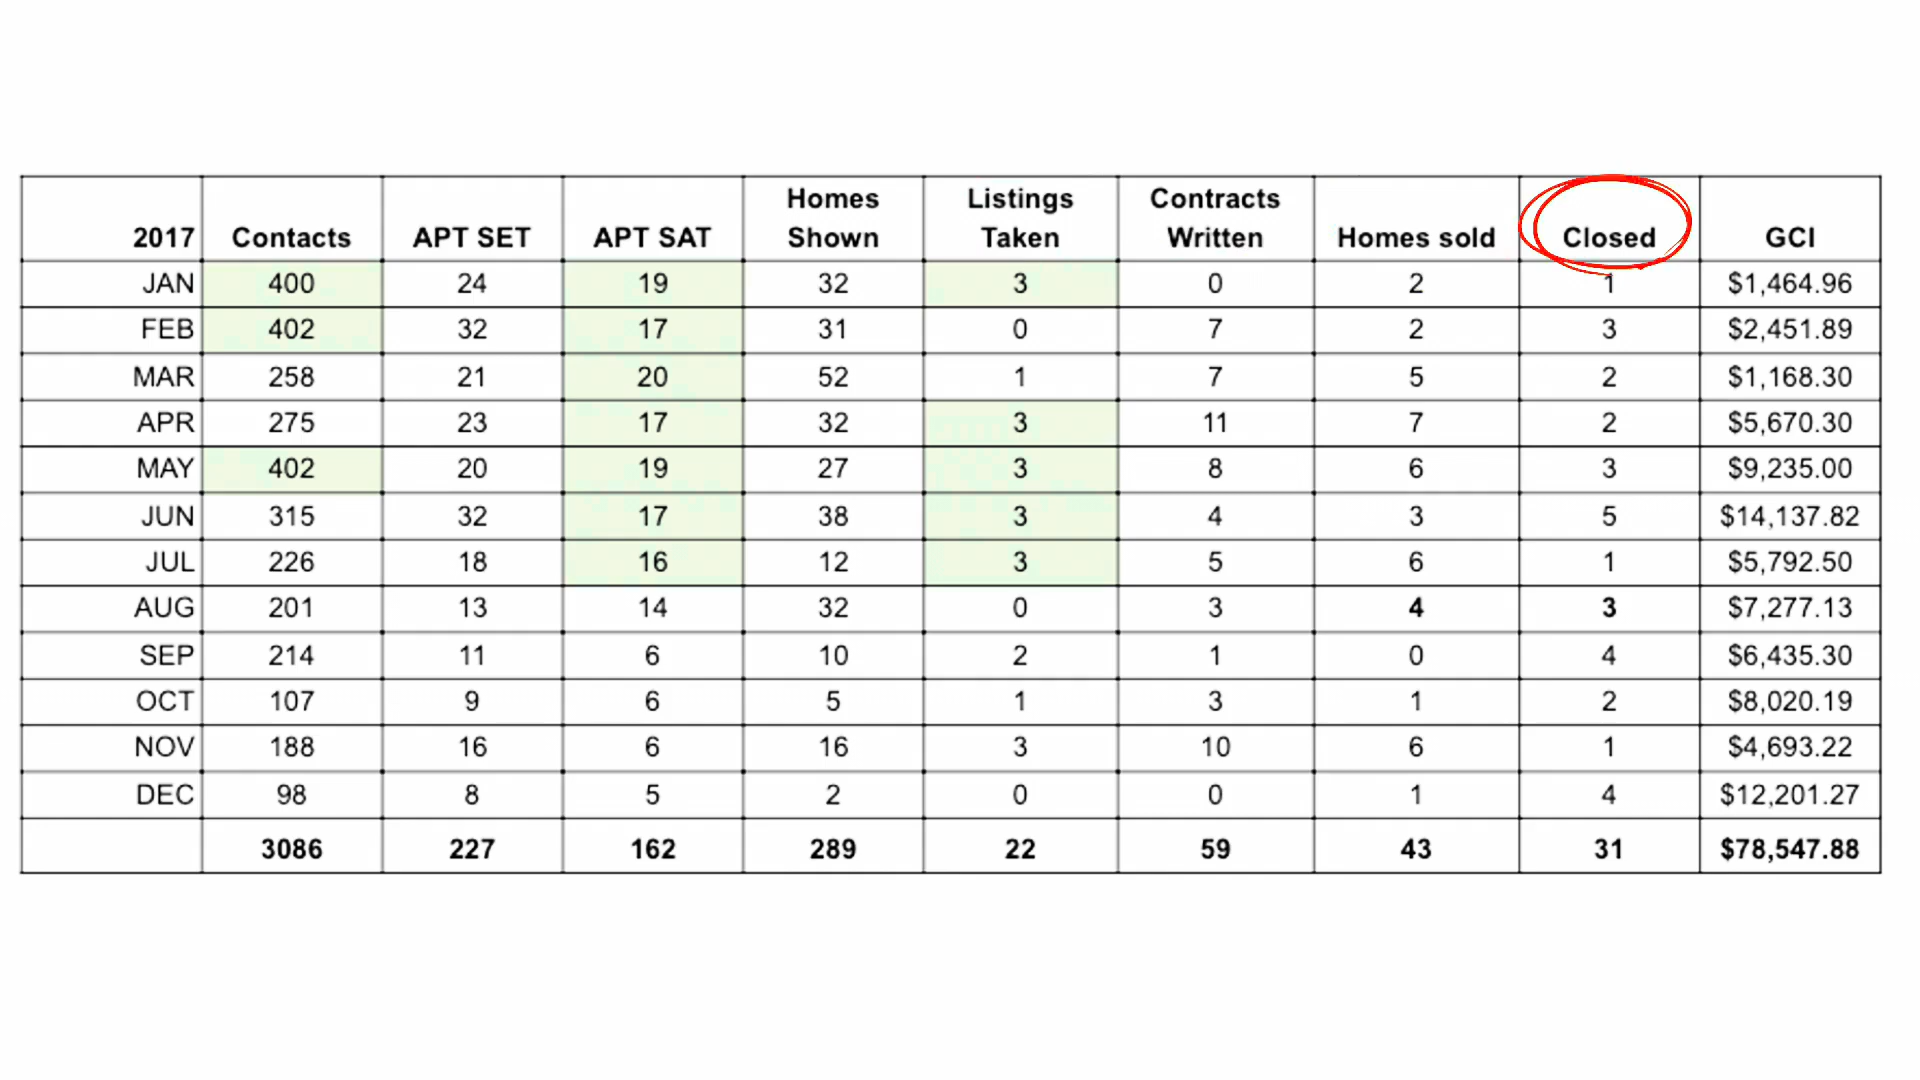 2017 Contacts APT SET APT SAT Homes Shown Listings Taken Contracts Written Homes sold Closed GCI
JAN 400 24 19 32 3 0 2 1 $1,464.96
FEB 402 32 17 31 0 7 2 3 $2,451.89
MAR 258 21 20 52 1 7 5 2 $1,168.30
APR 275 23 17 32 3 11 7 2 $5,670.30
MAY 402 20 19 27 3 8 6 3 $9,235.00
JUN 315 32 17 38 3 4 3 5 $14,137.82
JUL 226 18 16 12 3 5 6 1 $5,792.50
AUG 201 13 14 32 0 3 4 3 $7,277.13
SEP 214 11 6 10 2 1 0 4 $6,435.30
OCT 107 9 6 5 1 3 1 2 $8,020.19
NOV 188 16 6 16 3 10 6 1 $4,693.22
DEC 98 8 5 2 0 0 1 4 $12,201.27
3086 227 162 289 22 59 43 31 $78,547.88